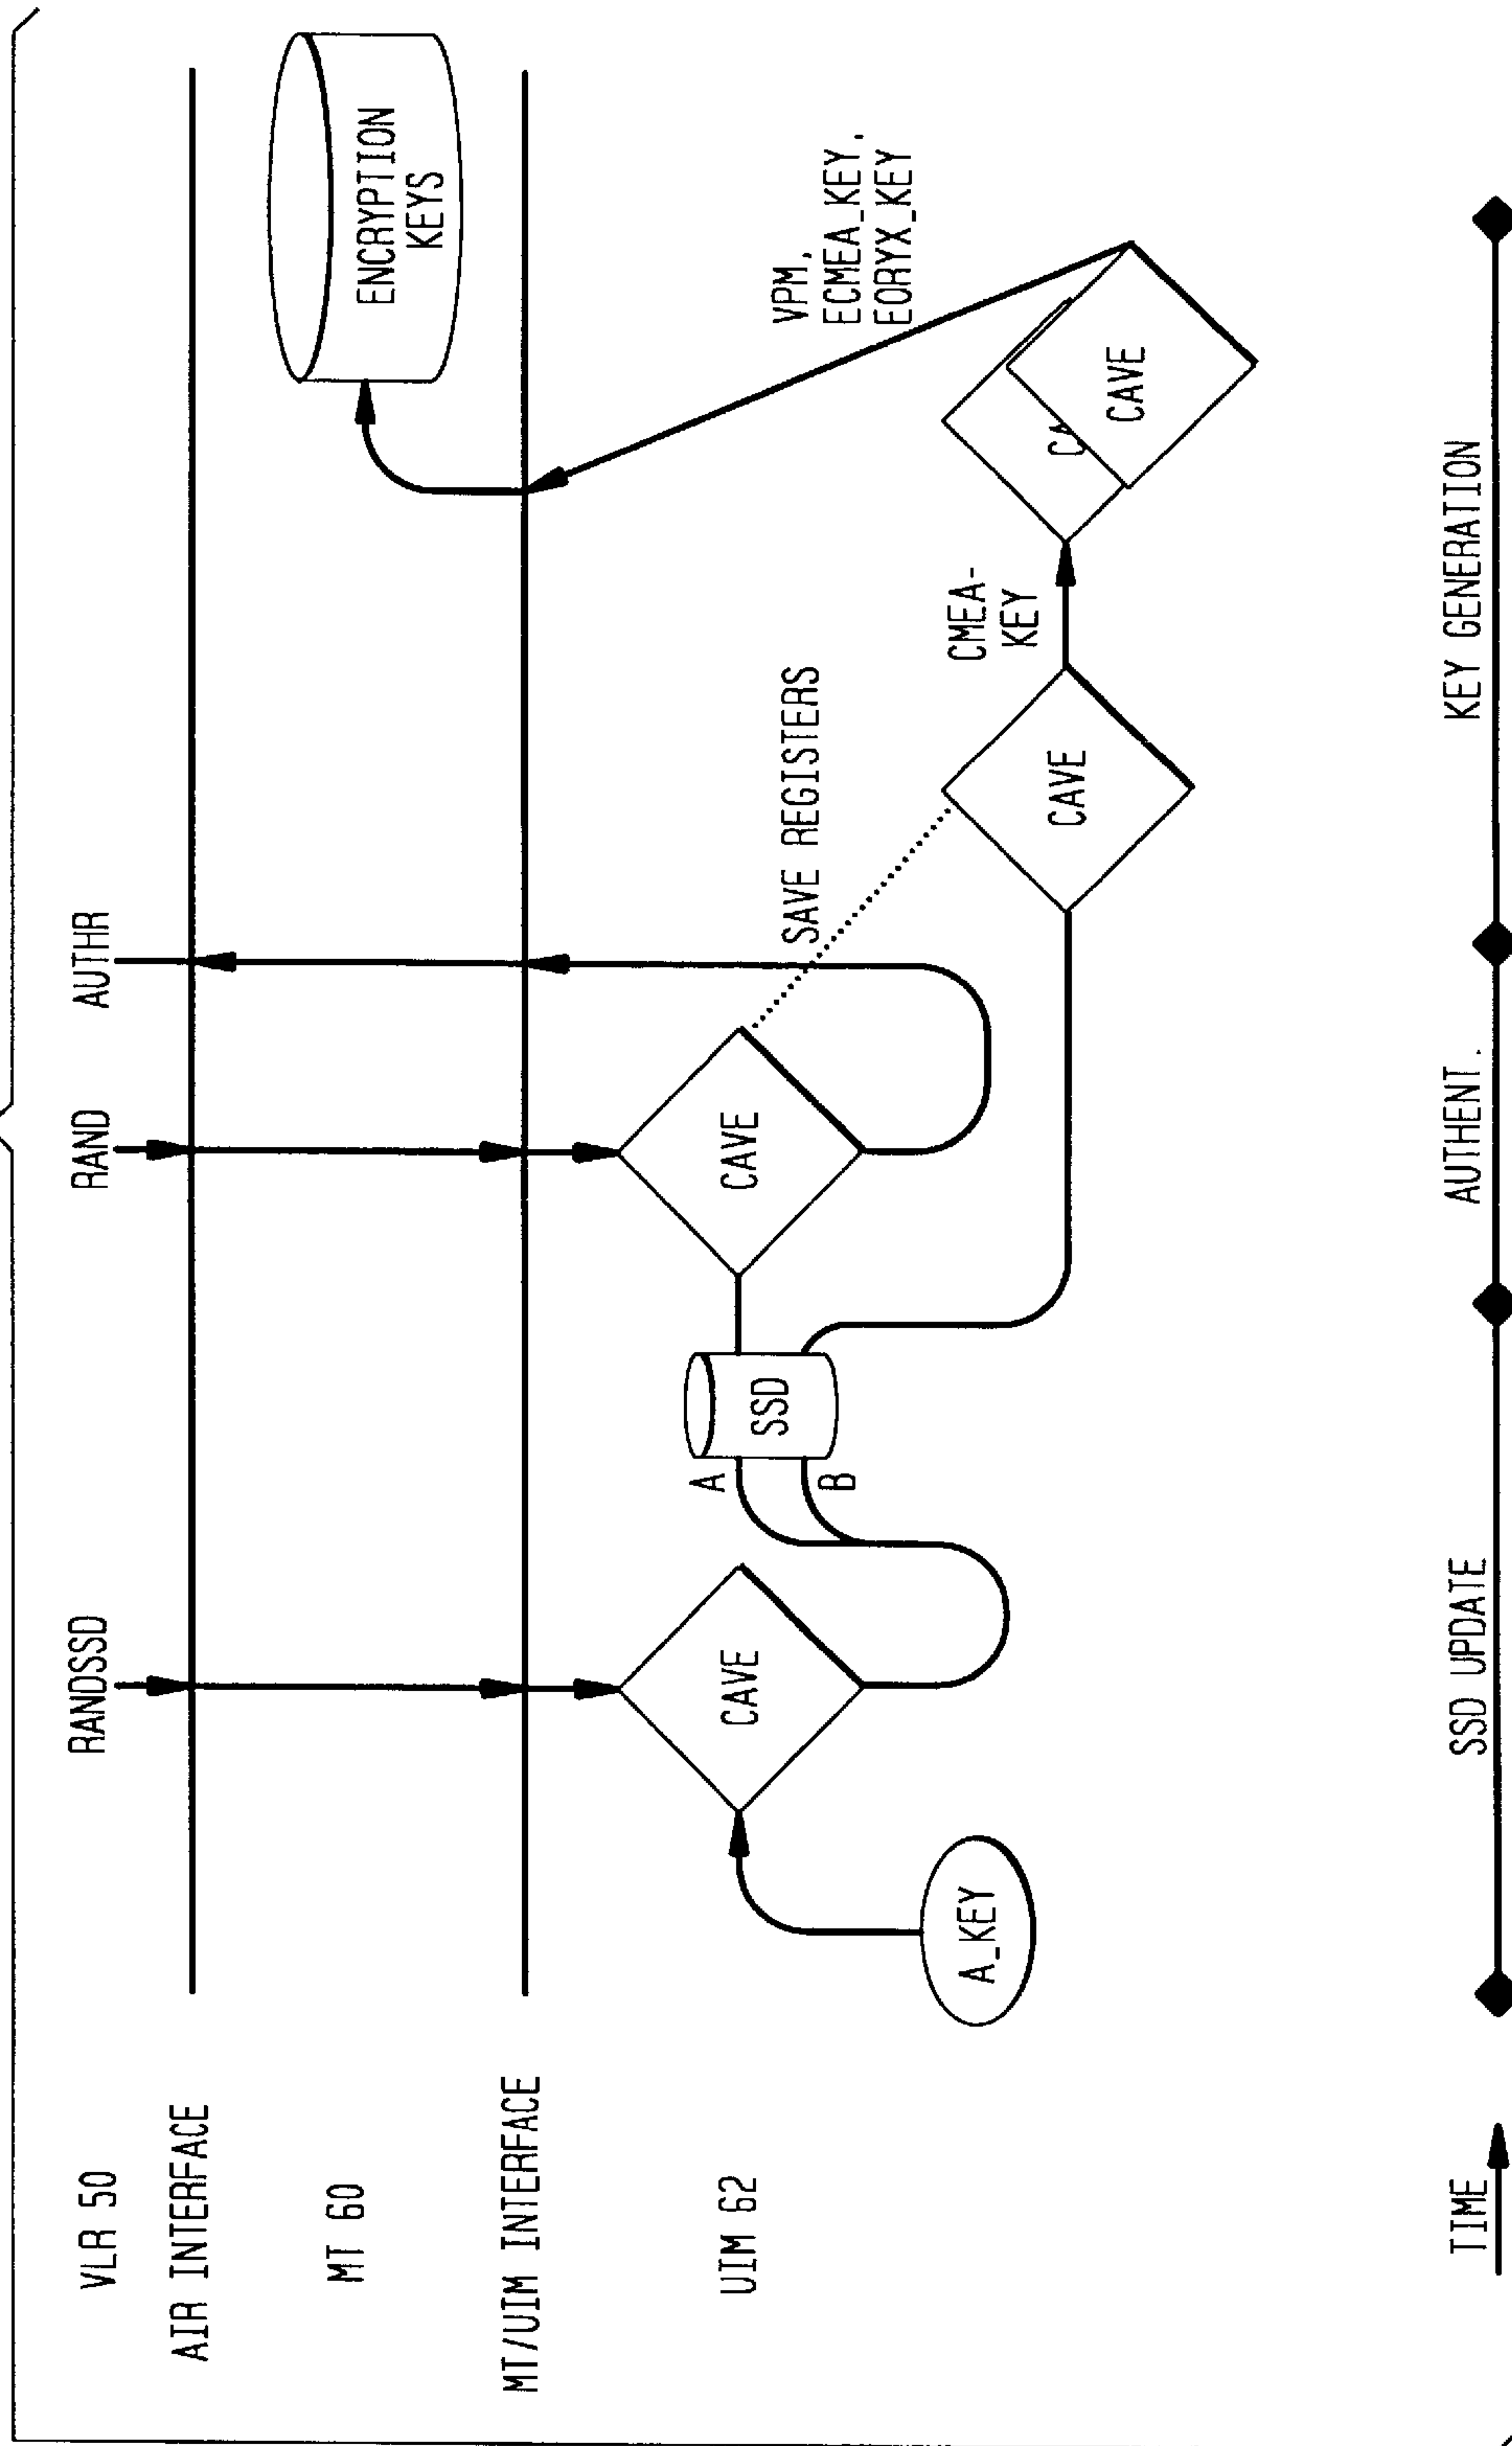 RANDSSD
RAND
AUTHR
VLR 50
AIR INTERFACE
MT 60
ENCRYPTION
KEYS
MT/UIM INTERFACE
UIM 62
CAVE
A
SSD
B
CAVE
SAVE REGISTERS
VPM,
ECMEA_KEY,
EORYX_KEY
A_KEY
CAVE
CMEA-
KEY
CA
CAVE
TIME
SSD UPDATE
AUTHENT.
KEY GENERATION